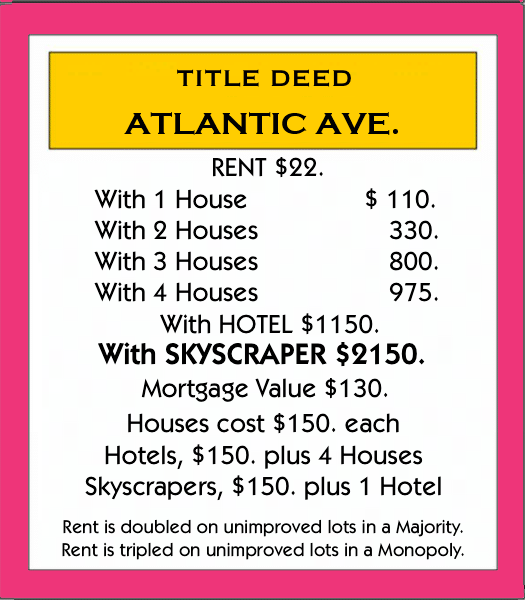 TITLE DEED
ATLANTIC AVE.
RENT $22.
With 1 House $ 110.
With 2 Houses 330.
With 3 Houses 800.
With 4 Houses 975.
With HOTEL $1150.
With SKYSCRAPER $2150.
Mortgage Value $130.
Houses cost $150. each
Hotels, $150. plus 4 Houses
Skyscrapers, $150. plus 1 Hotel
Rent is doubled on unimproved lots in a Majority.
Rent is tripled on unimproved lots in a Monopoly.